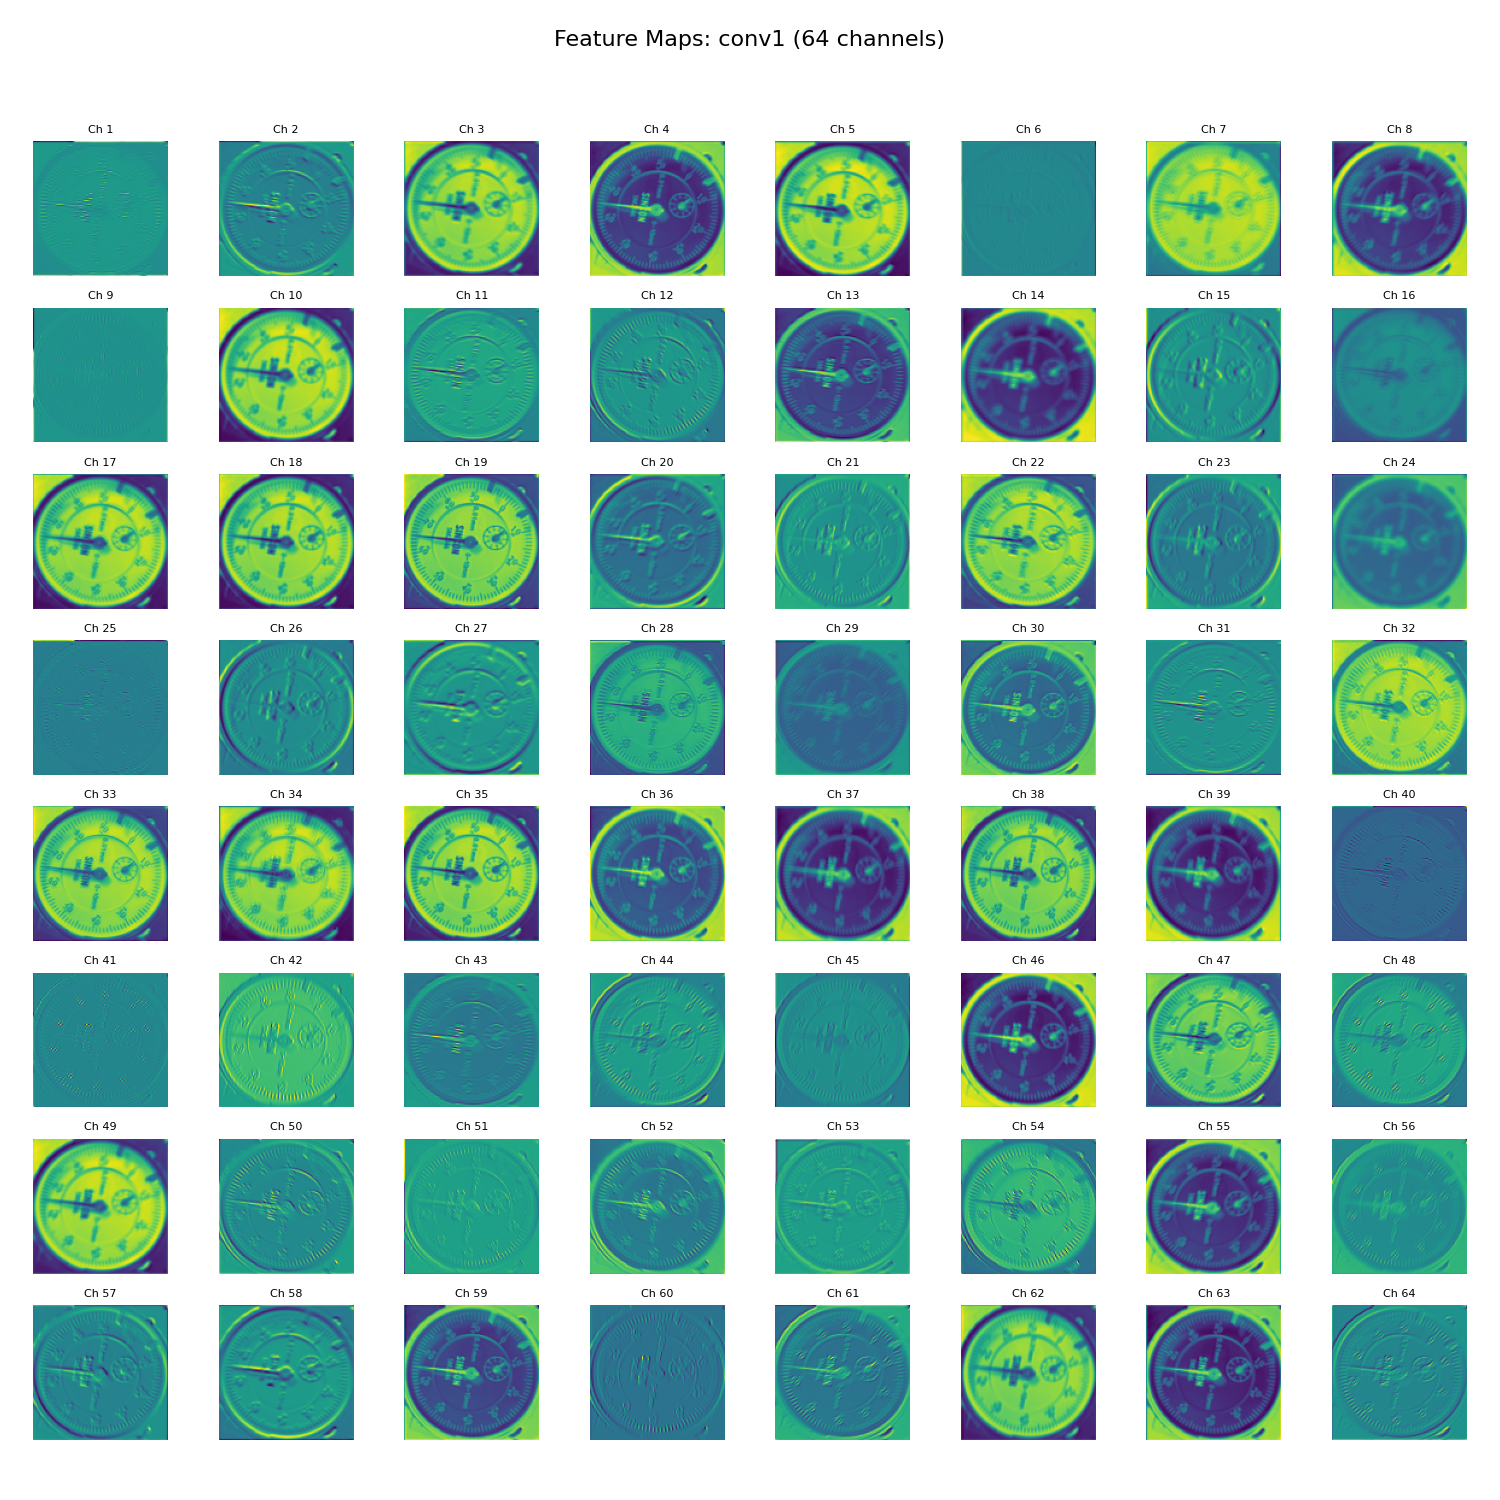 Feature Maps: conv1 (64 channels)
Ch 1 Ch 2 Ch 3 Ch 4 Ch 5 Ch 6 Ch 7 Ch 8
Ch 9 Ch 10 Ch 11 Ch 12 Ch 13 Ch 14 Ch 15 Ch 16
Ch 17 Ch 18 Ch 19 Ch 20 Ch 21 Ch 22 Ch 23 Ch 24
Ch 25 Ch 26 Ch 27 Ch 28 Ch 29 Ch 30 Ch 31 Ch 32
Ch 33 Ch 34 Ch 35 Ch 36 Ch 37 Ch 38 Ch 39 Ch 40
Ch 41 Ch 42 Ch 43 Ch 44 Ch 45 Ch 46 Ch 47 Ch 48
Ch 49 Ch 50 Ch 51 Ch 52 Ch 53 Ch 54 Ch 55 Ch 56
Ch 57 Ch 58 Ch 59 Ch 60 Ch 61 Ch 62 Ch 63 Ch 64